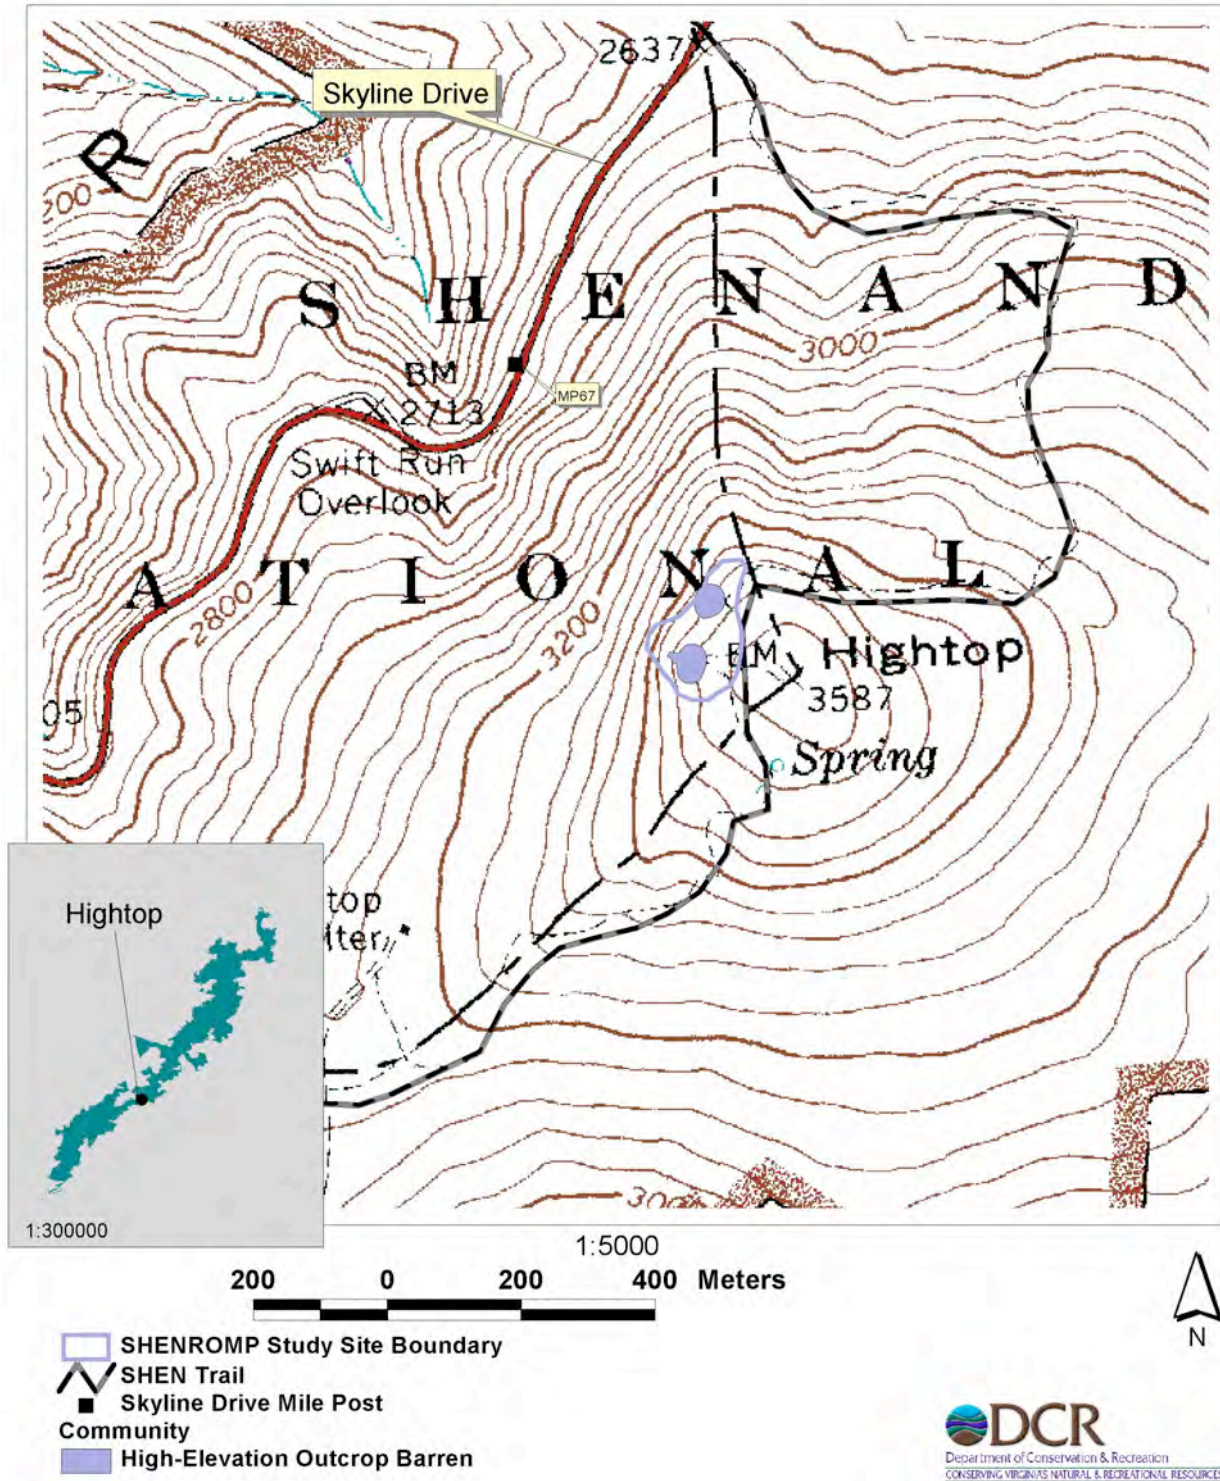 2637
Skyline Drive
R
200
S H E N A N D
3000
BM
2713
MP67
Swift Run
Overlook
A T I O N A L
2800
3200
BM
Hightop
3587
05
Spring
top
lter
Hightop
1:300000
300
1:5000
200 0 200 400 Meters
N
SHENROMP Study Site Boundary
SHEN Trail
Skyline Drive Mile Post
Community
High-Elevation Outcrop Barren
DCR
Department of Conservation & Recreation
CONSERVING VIRGINIA'S NATURAL & RECREATIONAL RESOURCES